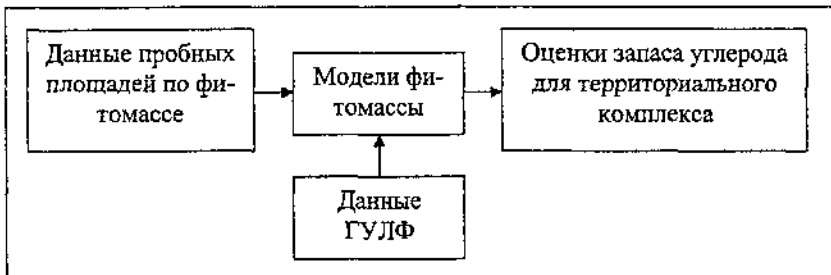 Данные пробных
площадей по фи-
томассе
Модели фи-
томассы
Оценки запаса углерода
для территориального
комплекса
Данные
ГУЛФ